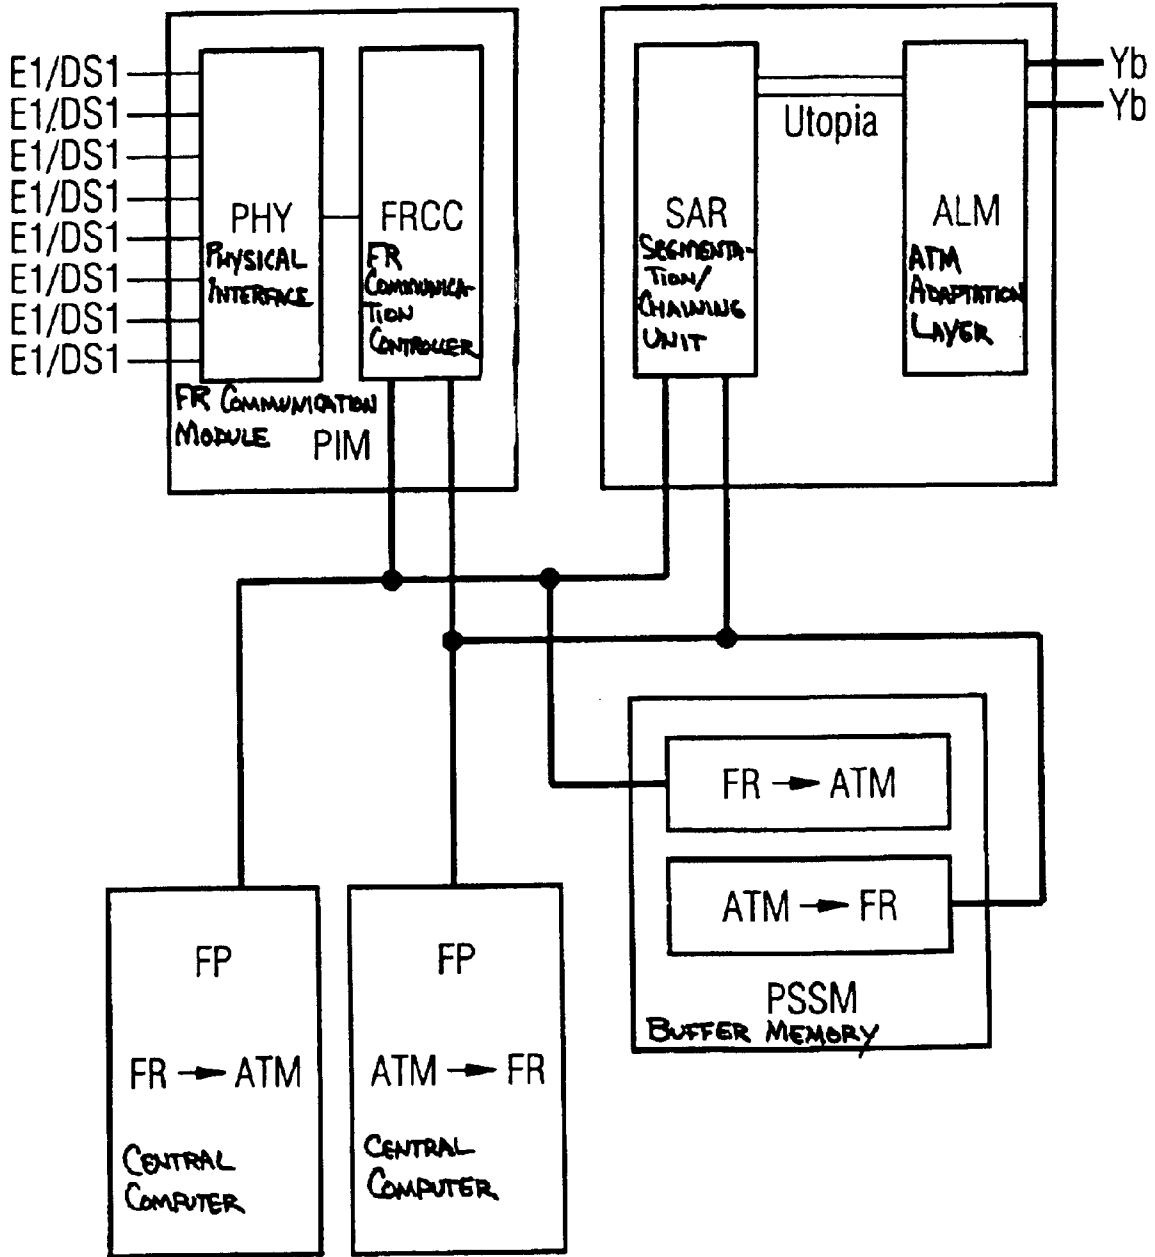 E1/DS1
E1/DS1
E1/DS1
E1/DS1
E1/DS1
E1/DS1
E1/DS1
E1/DS1
PHY
PHYSICAL
INTERFACE
FRCC
FR
COMMUNICA-
TION
CONTROLLER
FR COMMUNICATION
MODULE
PIM
SAR
SEGMENTA-
TION/
CHAINING
UNIT
Utopia
ALM
ATM
ADAPTATION
LAYER
Yb
Yb
FR → ATM
ATM → FR
PSSM
BUFFER MEMORY
FP
FR → ATM
CENTRAL
COMPUTER
FP
ATM → FR
CENTRAL
COMPUTER